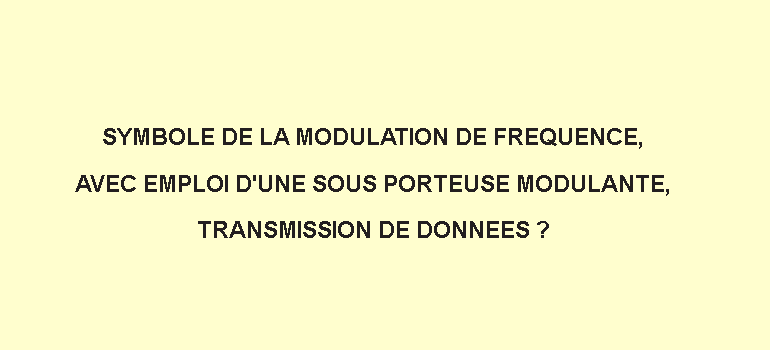 SYMBOLE DE LA MODULATION DE FREQUENCE,
AVEC EMPLOI D'UNE SOUS PORTEUSE MODULANTE,
TRANSMISSION DE DONNEES ?